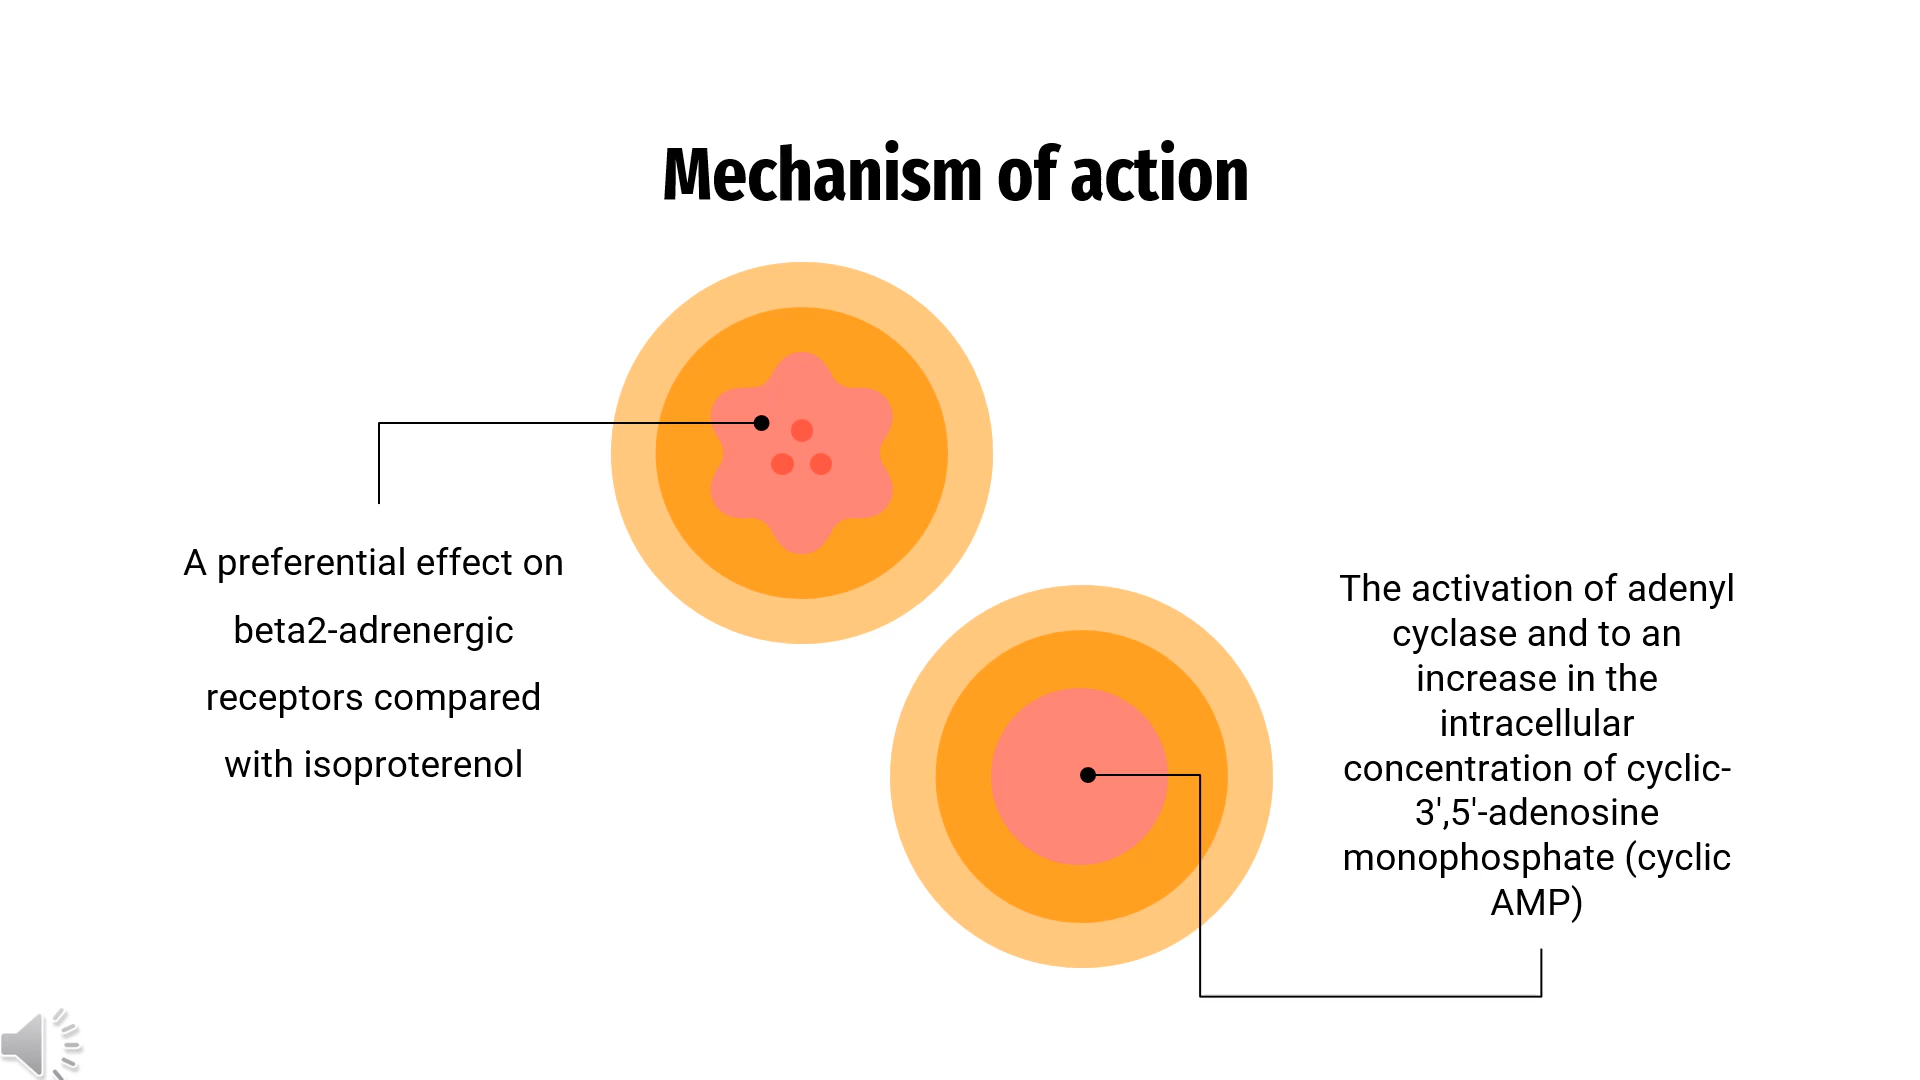 Mechanism of action
A preferential effect on
beta2-adrenergic
receptors compared
with isoproterenol
The activation of adenyl
cyclase and to an
increase in the
intracellular
concentration of cyclic-
3',5'-adenosine
monophosphate (cyclic
AMP)